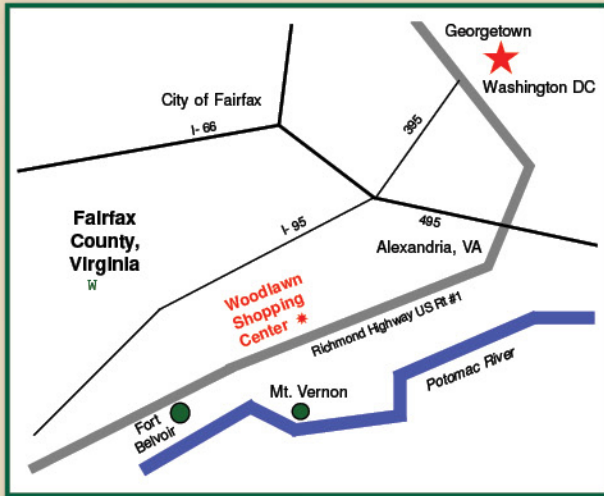 Georgetown
Washington DC
City of Fairfax
I- 66
395
Fairfax
County,
Virginia
W
I- 95
495
Alexandria, VA
Woodlawn
Shopping
Center
Richmond Highway US Rt #1
Mt. Vernon
Potomac River
Fort
Belvoir